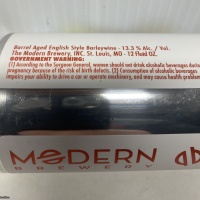 Barrel Aged English Style Barleywine - 13.3 % Alc. / Vol.
The Modern Brewery, INC. St. Louis, MO - 12 Fluid OZ.
GOVERNMENT WARNING:
(1) According to the Surgeon General, women should not drink alcoholic beverages during
pregnancy because of the risk of birth defects. (2) Consumption of alcoholic beverages
impairs your ability to drive a car or operate machinery, and may cause health problems
MODERN
BREWERY